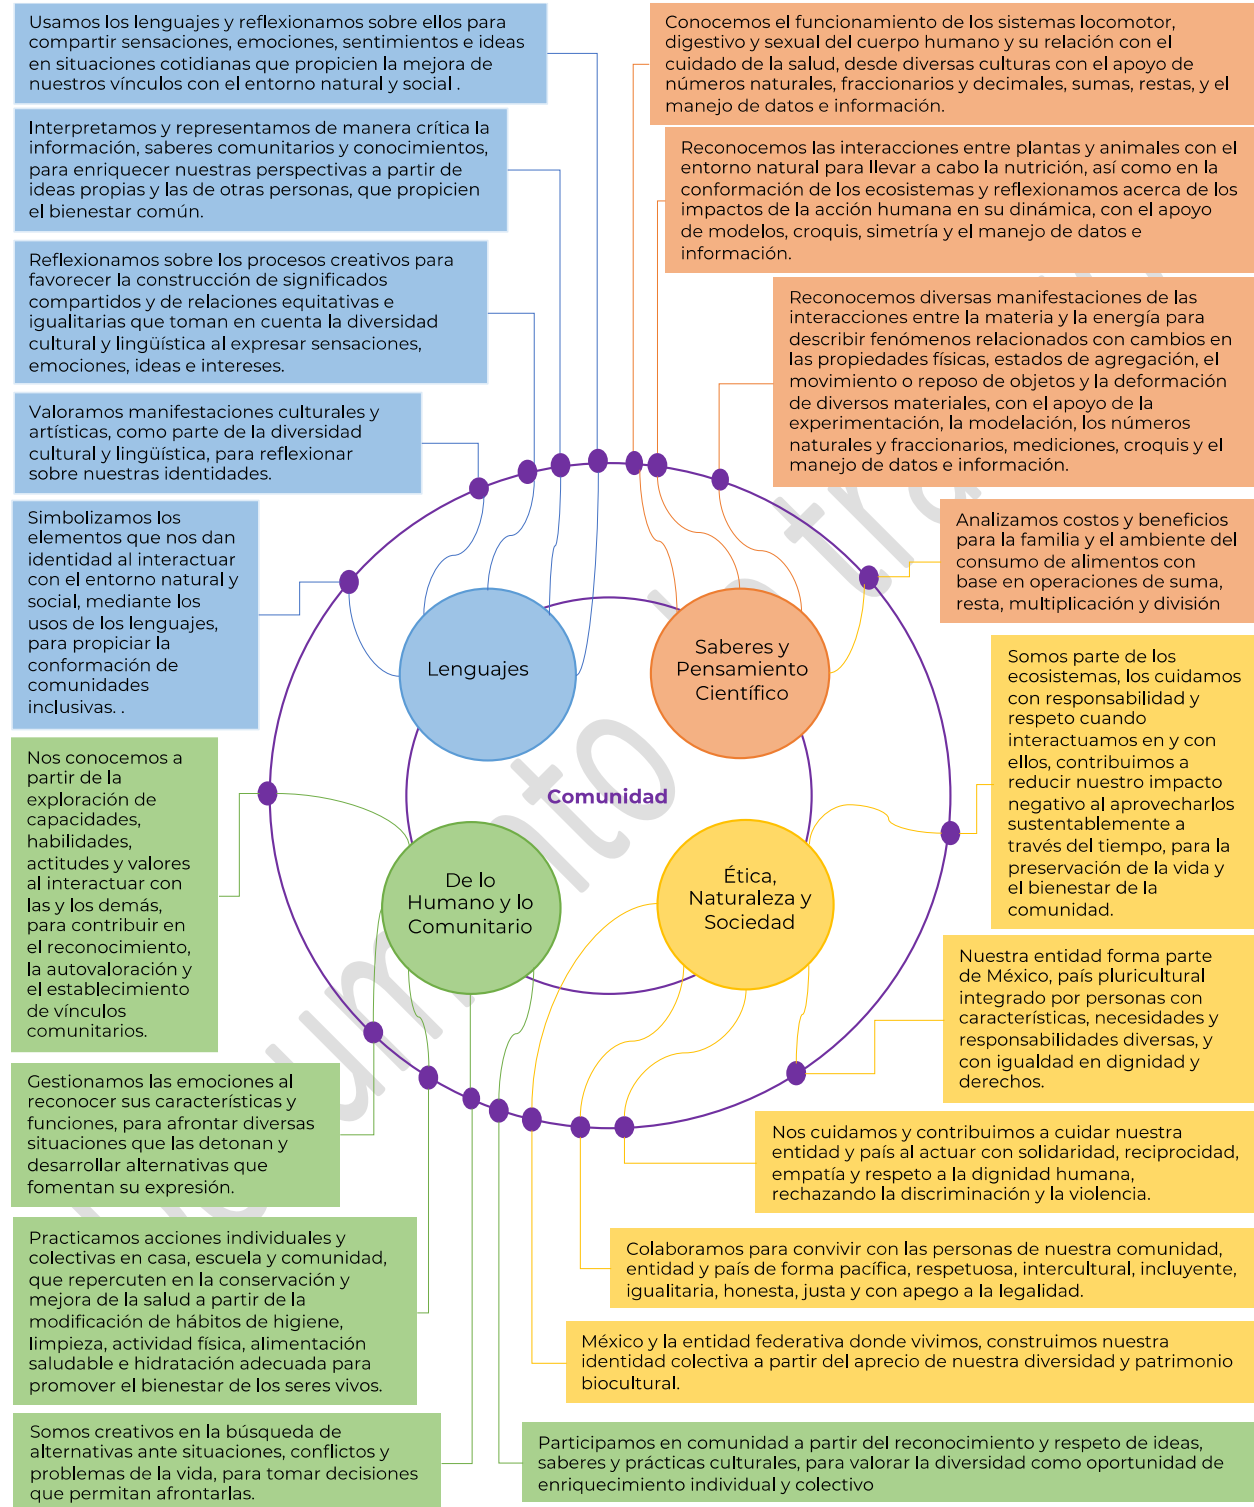 Usamos los lenguajes y reflexionamos sobre ellos para
compartir sensaciones, emociones, sentimientos e ideas
en situaciones cotidianas que propicien la mejora de
nuestros vínculos con el entorno natural y social .
Interpretamos y representamos de manera crítica la
información, saberes comunitarios y conocimientos,
para enriquecer nuestras perspectivas a partir de
ideas propias y las de otras personas, que propicien
el bienestar común.
Reflexionamos sobre los procesos creativos para
favorecer la construcción de significados
compartidos y de relaciones equitativas e
igualitarias que toman en cuenta la diversidad
cultural y lingüística al expresar sensaciones,
emociones, ideas e intereses.
Valoramos manifestaciones culturales y
artísticas, como parte de la diversidad
cultural y lingüística, para reflexionar
sobre nuestras identidades.
Simbolizamos los
elementos que nos dan
identidad al interactuar
con el entorno natural y
social, mediante los
usos de los lenguajes,
para propiciar la
conformación de
comunidades
inclusivas. .
Conocemos el funcionamiento de los sistemas locomotor,
digestivo y sexual del cuerpo humano y su relación con el
cuidado de la salud, desde diversas culturas con el apoyo de
números naturales, fraccionarios y decimales, sumas, restas, y el
manejo de datos e información.
Reconocemos las interacciones entre plantas y animales con el
entorno natural para llevar a cabo la nutrición, así como en la
conformación de los ecosistemas y reflexionamos acerca de los
impactos de la acción humana en su dinámica, con el apoyo
de modelos, croquis, simetría y el manejo de datos e
información.
Reconocemos diversas manifestaciones de las
interacciones entre la materia y la energía para
describir fenómenos relacionados con cambios en
las propiedades físicas, estados de agregación, el
movimiento o reposo de objetos y la deformación
de diversos materiales, con el apoyo de la
experimentación, la modelación, los números
naturales y fraccionarios, mediciones, croquis y el
manejo de datos e información.
Analizamos costos y beneficios
para la familia y el ambiente del
consumo de alimentos con
base en operaciones de suma,
resta, multiplicación y división
Lenguajes
Saberes y
Pensamiento
Científico
Comunidad
De lo
Humano y lo
Comunitario
Ética,
Naturaleza y
Sociedad
Nos conocemos a
partir de la
exploración de
capacidades,
habilidades,
actitudes y valores
al interactuar con
las y los demás,
para contribuir en
el reconocimiento,
la autovaloración y
el establecimiento
de vínculos
comunitarios.
Gestionamos las emociones al
reconocer sus características y
funciones, para afrontar diversas
situaciones que las detonan y
desarrollar alternativas que
fomentan su expresión.
Practicamos acciones individuales y
colectivas en casa, escuela y comunidad,
que repercuten en la conservación y
mejora de la salud a partir de la
modificación de hábitos de higiene,
limpieza, actividad física, alimentación
saludable e hidratación adecuada para
promover el bienestar de los seres vivos.
Somos creativos en la búsqueda de
alternativas ante situaciones, conflictos y
problemas de la vida, para tomar decisiones
que permitan afrontarlas.
Somos parte de los
ecosistemas, los cuidamos
con responsabilidad y
respeto cuando
interactuamos en y con
ellos, contribuimos a
reducir nuestro impacto
negativo al aprovecharlos
sustentablemente a
través del tiempo, para la
preservación de la vida y
el bienestar de la
comunidad.
Nuestra entidad forma parte
de México, país pluricultural
integrado por personas con
características, necesidades y
responsabilidades diversas, y
con igualdad en dignidad y
derechos.
Nos cuidamos y contribuimos a cuidar nuestra
entidad y país al actuar con solidaridad, reciprocidad,
empatía y respeto a la dignidad humana,
rechazando la discriminación y la violencia.
Colaboramos para convivir con las personas de nuestra comunidad,
entidad y país de forma pacífica, respetuosa, intercultural, incluyente,
igualitaria, honesta, justa y con apego a la legalidad.
México y la entidad federativa donde vivimos, construimos nuestra
identidad colectiva a partir del aprecio de nuestra diversidad y patrimonio
biocultural.
Participamos en comunidad a partir del reconocimiento y respeto de ideas,
saberes y prácticas culturales, para valorar la diversidad como oportunidad de
enriquecimiento individual y colectivo